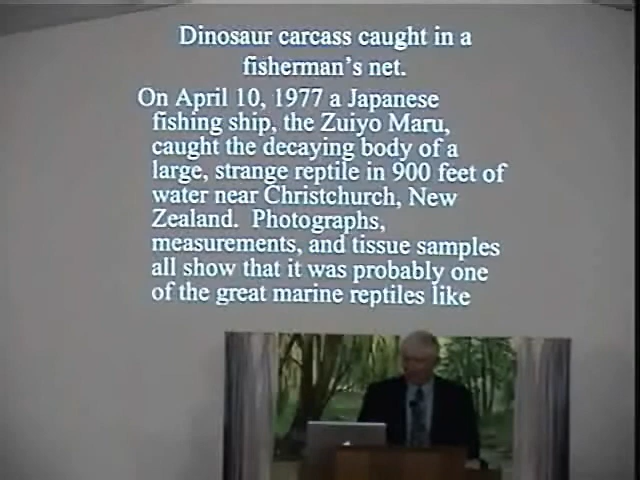 Dinosaur carcass caught in a
fisherman's net.
On April 10, 1977 a Japanese
fishing ship, the Zuiyo Maru,
caught the decaying body of a
large, strange reptile in 900 feet of
water near Christchurch, New
Zealand. Photographs,
measurements, and tissue samples
all show that it was probably one
of the great marine reptiles like